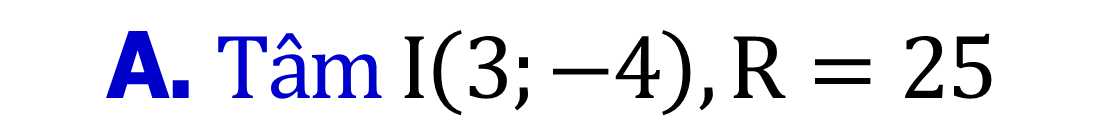 A. Tâm I(3; −4), R = 25